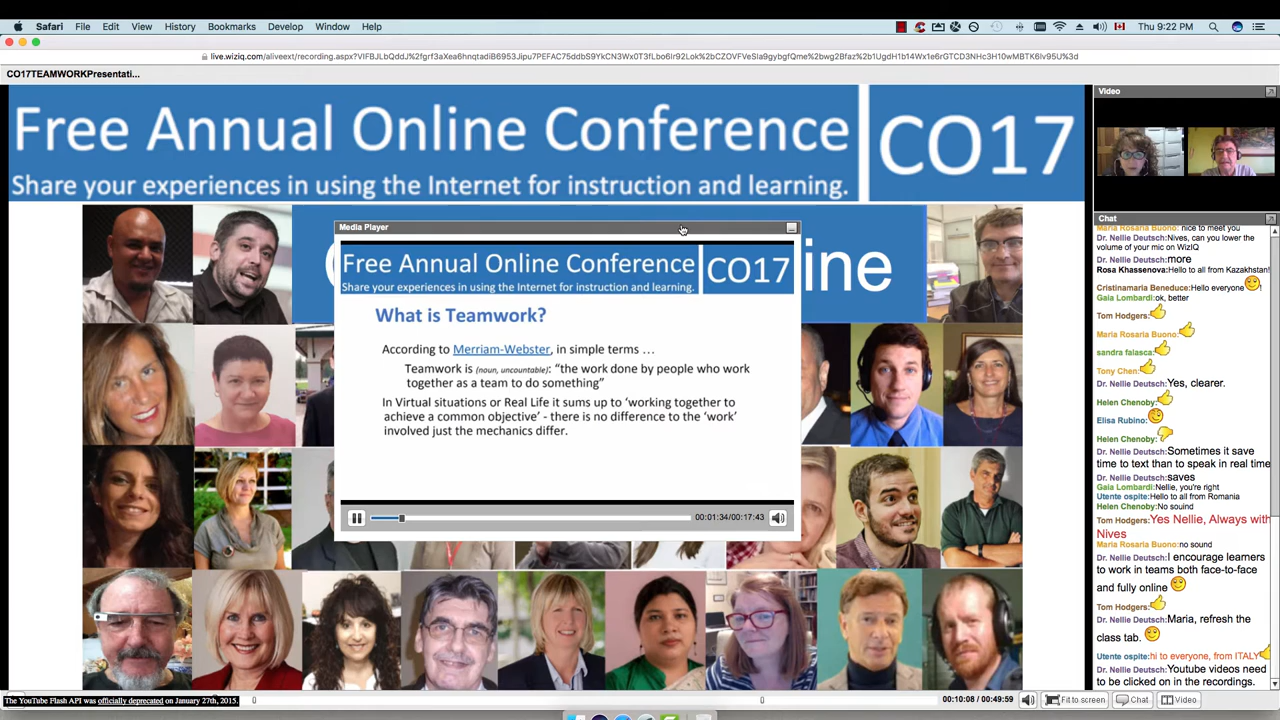 Safari File Edit View History Bookmarks Develop Window Help
Thu 9:22 PM
CO17TEAMWORKPresentati...
Free Annual Online Conference
CO17
Share your experiences in using the Internet for instruction and learning.
ine
Media Player
Free Annual Online Conference
CO17
Share your experiences in using the Internet for instruction and learning.
What is Teamwork?
According to Merriam-Webster, in simple terms …
Teamwork is (noun, uncountable): “the work done by people who work
together as a team to do something”
In Virtual situations or Real Life it sums up to ‘working together to
achieve a common objective’ - there is no difference to the ‘work’
involved just the mechanics differ.
00:01:34/00:17:43
Video
Chat
Maria Rosaria Buono: nice to meet you
Dr. Nellie Deutsch:Nives, can you lower the
volume of your mic on WizIQ
Dr. Nellie Deutsch:more
Rosa Khassenova:Hello to all from Kazakhstan!
Cristinamaria Beneduce:Hello everyone !
Gaia Lombardi:ok, better
Tom Hodgers:
Maria Rosaria Buono:
sandra falasca:
Tony Chen:
Dr. Nellie Deutsch:Yes, clearer.
Helen Chenoby:
Elisa Rubino:
Helen Chenoby:
Dr. Nellie Deutsch:Sometimes it save
time to text than to speak in real time
Dr. Nellie Deutsch:saves
Gaia Lombardi:Nellie, you're right
Utente ospite:Hello to all from Romania
Helen Chenoby:No souind
Tom Hodgers:Yes Nellie, Always with
Nives
Maria Rosaria Buono:no sound
Dr. Nellie Deutsch:I encourage learners
to work in teams both face-to-face
and fully online
Tom Hodgers:
Dr. Nellie Deutsch:Maria, refresh the
class tab.
Utente ospite:hi to everyone, from ITALY
Dr. Nellie Deutsch:Youtube videos need
to be clicked on in the recordings.
The YouTube Flash API was officially deprecated on January 27th, 2015.
00:10:08 / 00:49:59
Fit to screen
Chat
Video